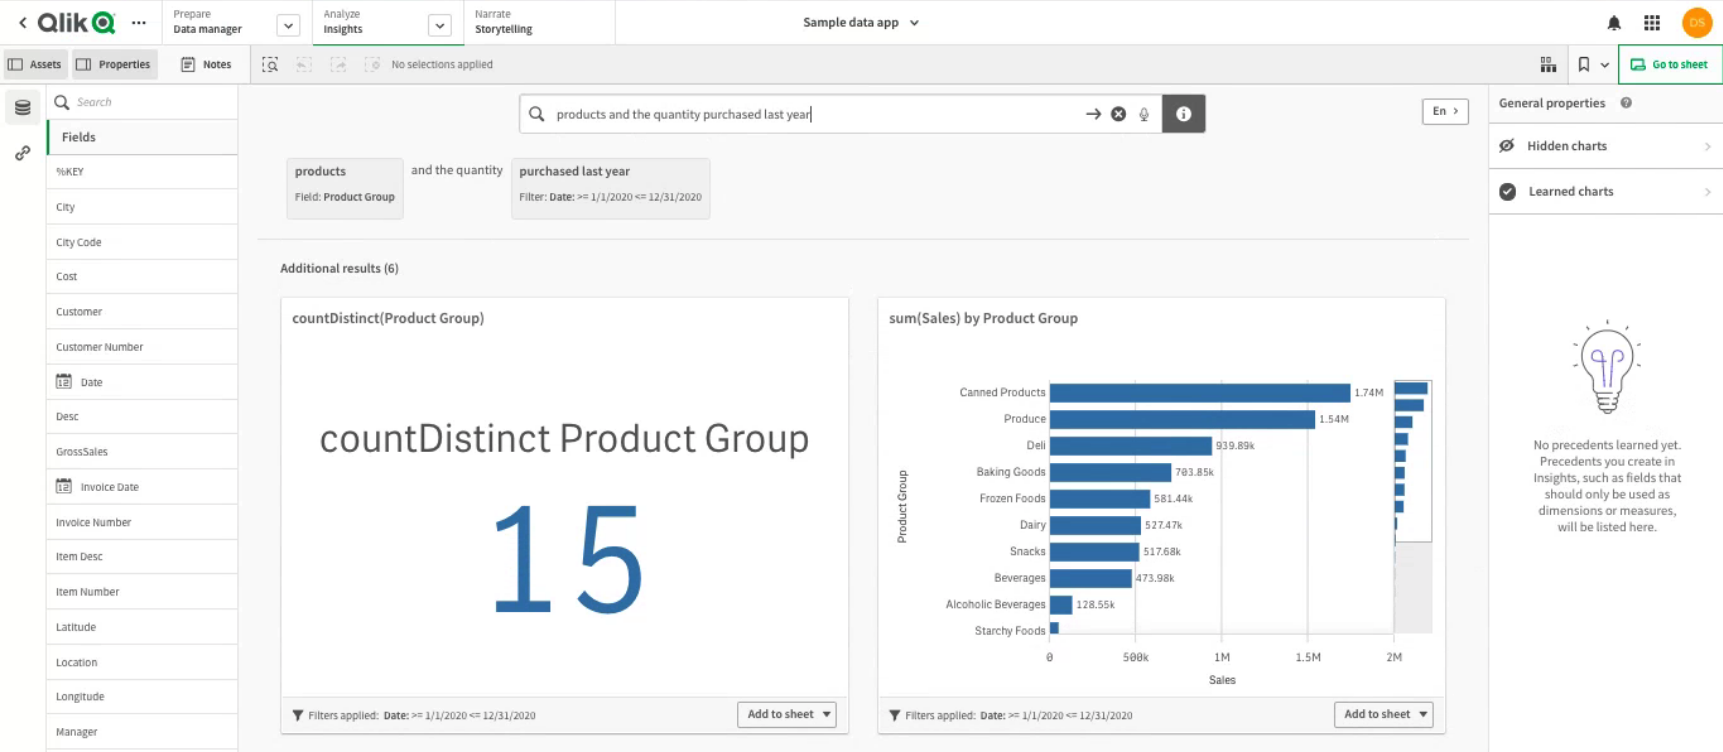 Qlik
Prepare
Data manager
Analyze
Insights
Narrate
Storytelling
Sample data app
DS
Assets
Properties
Notes
No selections applied
Go to sheet
Search
Fields
%KEY
City
City Code
Cost
Customer
Customer Number
12 Date
Desc
GrossSales
12 Invoice Date
Invoice Number
Item Desc
Item Number
Latitude
Location
Longitude
Manager
products and the quantity purchased last year
En
products
Field: Product Group
and the quantity
purchased last year
Filter: Date: >= 1/1/2020 <= 12/31/2020
Additional results (6)
countDistinct(Product Group)
countDistinct Product Group
15
Filters applied: Date: >= 1/1/2020 <= 12/31/2020
Add to sheet
sum(Sales) by Product Group
Product Group
Canned Products 1.74M
Produce 1.54M
Deli 939.89k
Baking Goods 703.85k
Frozen Foods 581.44k
Dairy 527.47k
Snacks 517.68k
Beverages 473.98k
Alcoholic Beverages 128.55k
Starchy Foods
0 500k 1M 1.5M 2M
Sales
Filters applied: Date: >= 1/1/2020 <= 12/31/2020
Add to sheet
General properties
Hidden charts
Learned charts
No precedents learned yet.
Precedents you create in
Insights, such as fields that
should only be used as
dimensions or measures,
will be listed here.